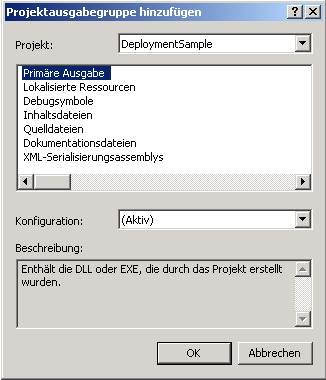 Projektausgabegruppe hinzufügen
Projekt: DeploymentSample
Primäre Ausgabe
Lokalisierte Ressourcen
Debugsymbole
Inhaltsdateien
Quelldateien
Dokumentationsdateien
XML-Serialisierungsassemblys
Konfiguration: (Aktiv)
Beschreibung:
Enthält die DLL oder EXE, die durch das Projekt erstellt
wurden.
OK Abbrechen